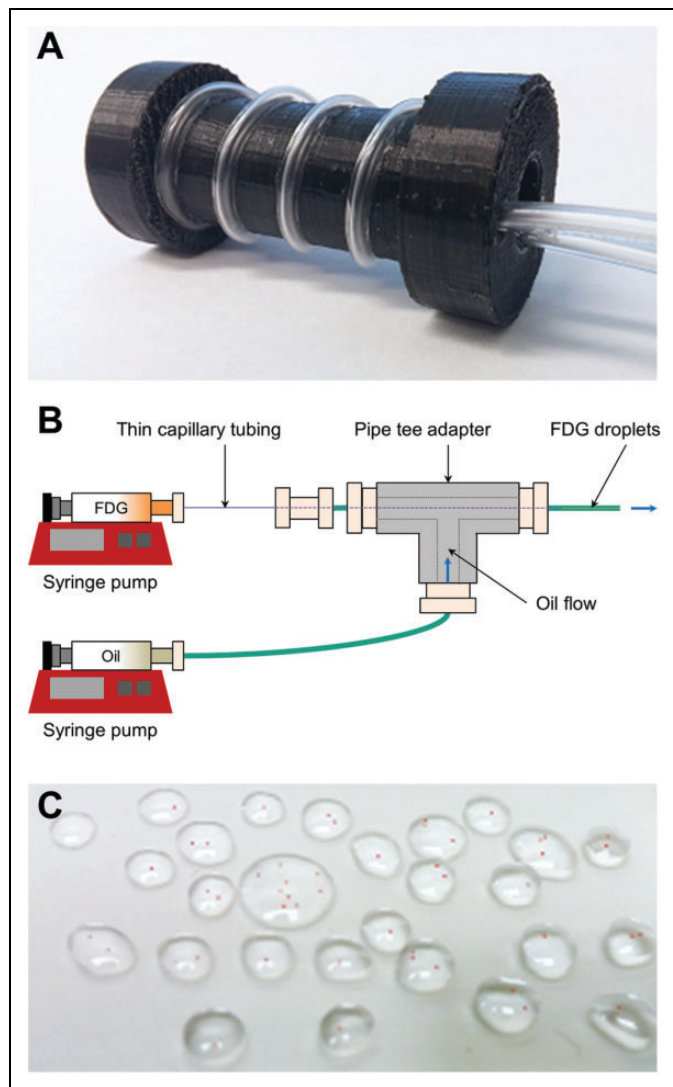 A
B
Thin capillary tubing
Pipe tee adapter
FDG droplets
FDG
Syringe pump
Oil flow
Oil
Syringe pump
C